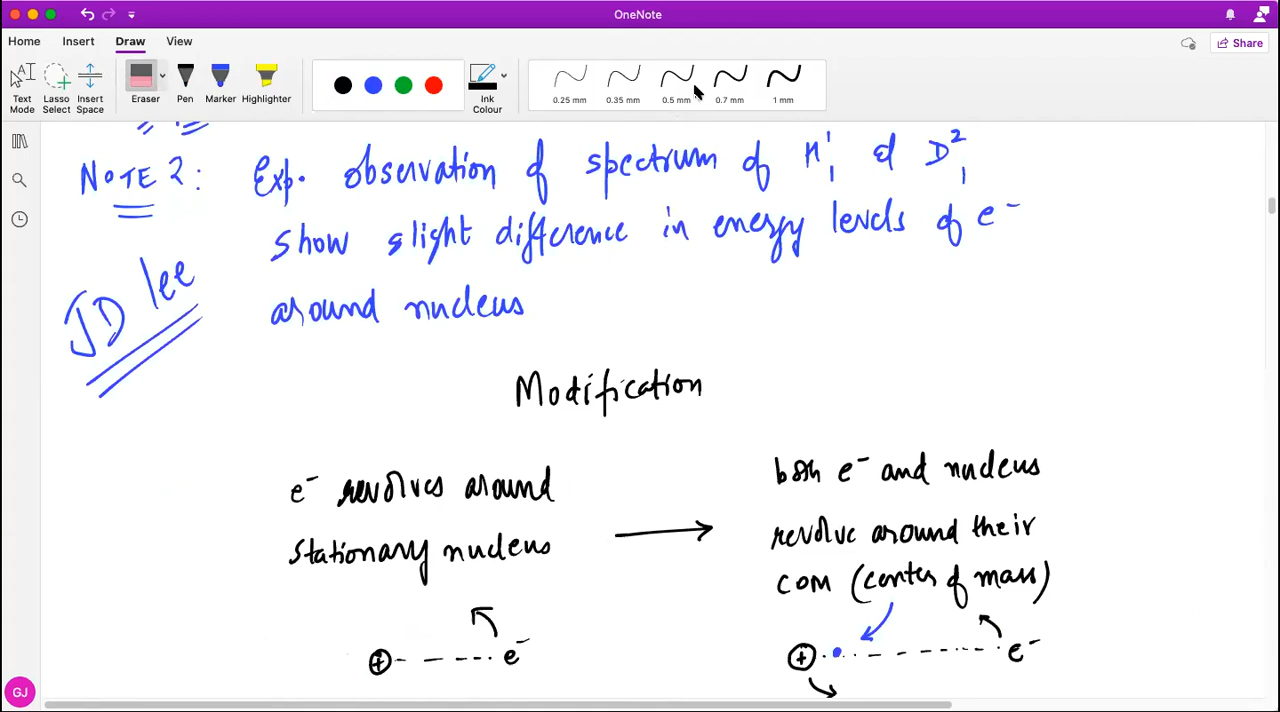 OneNote
Home Insert Draw View
Share
Text Mode
Lasso Select
Insert Space
Eraser
Pen
Marker
Highlighter
Ink Colour
0.25 mm
0.35 mm
0.5 mm
0.7 mm
1 mm
NOTE 2: Exp. observation of spectrum of H¹₁ & D²₁
show slight difference in energy levels of e⁻
around nucleus
JD lee
Modification
e⁻ revolves around
stationary nucleus
both e⁻ and nucleus
revolve around their
COM (center of mass)
+ e⁻
+ e⁻
GJ